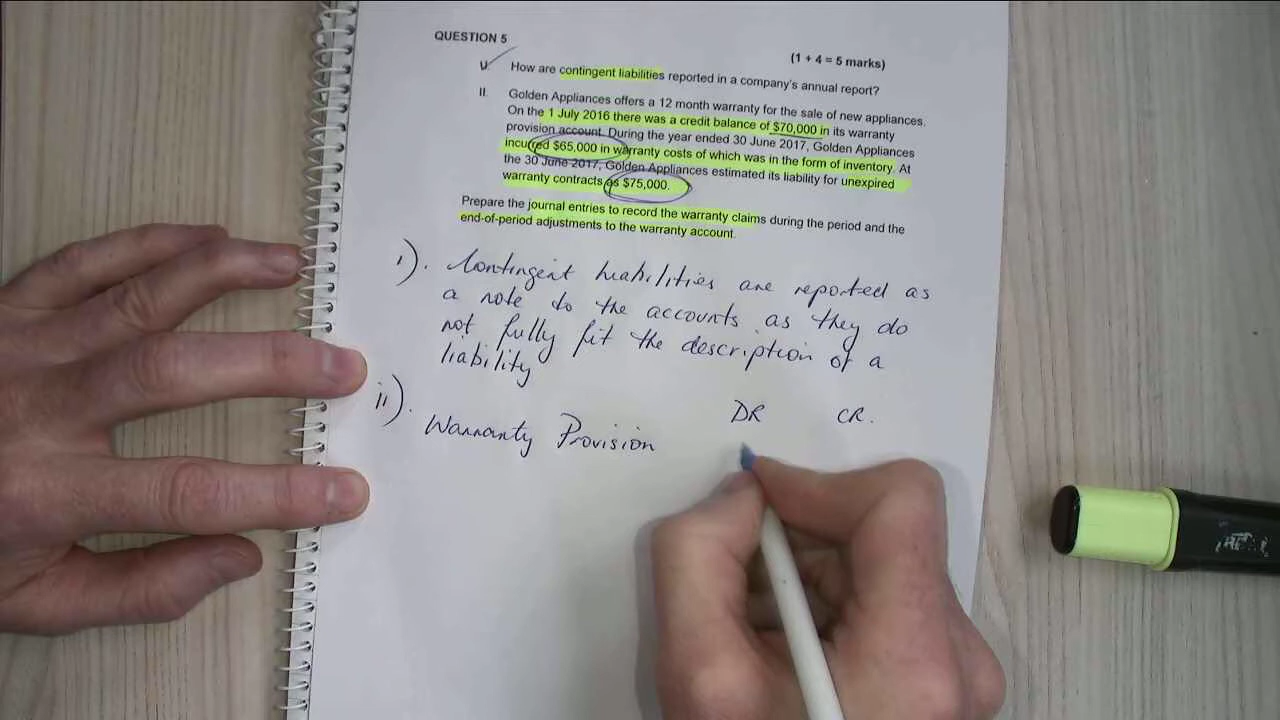 QUESTION 5
(1 + 4 = 5 marks)
How are contingent liabilities reported in a company's annual report?
II. Golden Appliances offers a 12 month warranty for the sale of new appliances.
On the 1 July 2016 there was a credit balance of $70,000 in its warranty
provision account. During the year ended 30 June 2017, Golden Appliances
incurred $65,000 in warranty costs of which was in the form of inventory. At
the 30 June 2017, Golden Appliances estimated its liability for unexpired
warranty contracts as $75,000.
Prepare the journal entries to record the warranty claims during the period and the
end-of-period adjustments to the warranty account.
i). Contingent liabilities are reported as
a note to the accounts as they do
not fully fit the description of a
liability
ii). DR CR.
Warranty Provision